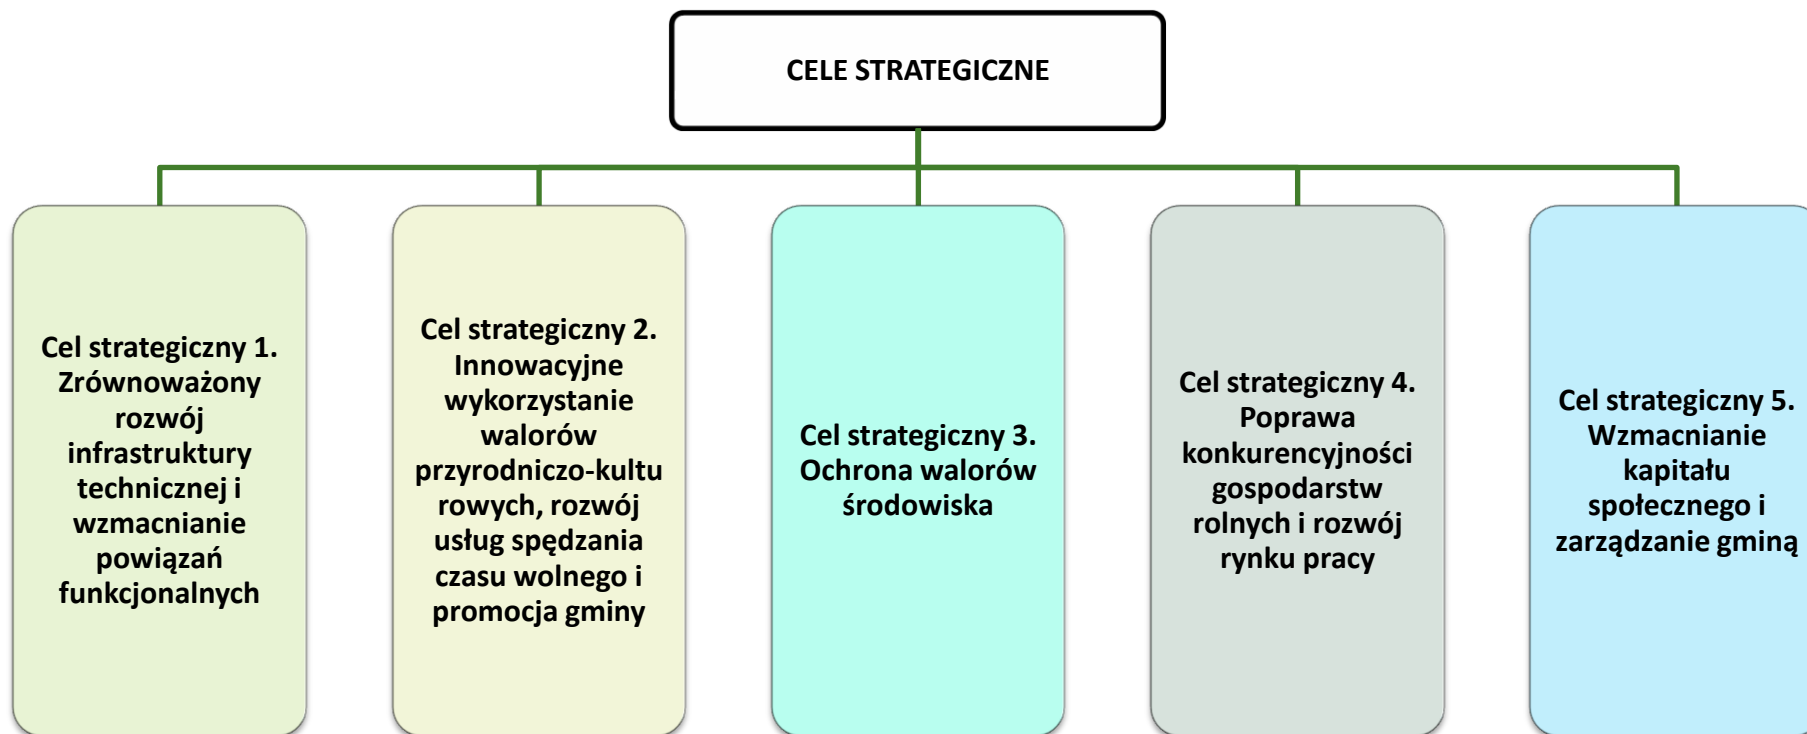 CELE STRATEGICZNE
Cel strategiczny 1.
Zrównoważony
rozwój
infrastruktury
technicznej i
wzmacnianie
powiązań
funkcjonalnych
Cel strategiczny 2.
Innowacyjne
wykorzystanie
walorów
przyrodniczo-kultu
rowych, rozwój
usług spędzania
czasu wolnego i
promocja gminy
Cel strategiczny 3.
Ochrona walorów
środowiska
Cel strategiczny 4.
Poprawa
konkurencyjności
gospodarstw
rolnych i rozwój
rynku pracy
Cel strategiczny 5.
Wzmacnianie
kapitału
społecznego i
zarządzanie gminą